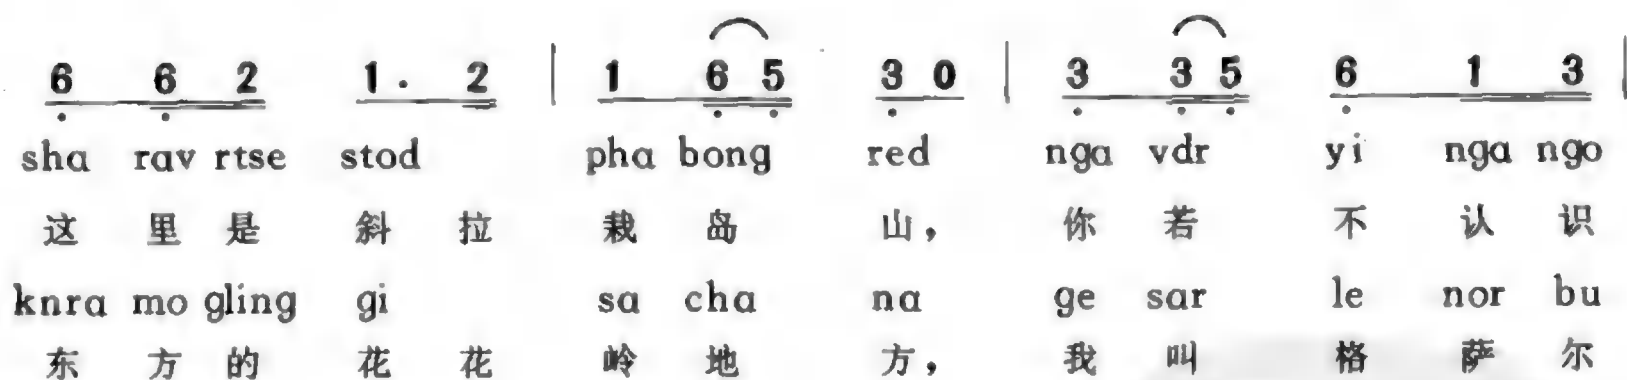 6 6 2 1 . 2 | 1 6 5 3 0 | 3 3 5 6 1 3 |
sha rav rtse stod pha bong red nga vdr yi nga ngo
这 里 是 斜 拉 栽 岛 山， 你 若 不 认 识
knra mo gling gi sa cha na ge sar le nor bu
东 方 的 花 花 岭 地 方， 我 叫 格 萨 尔